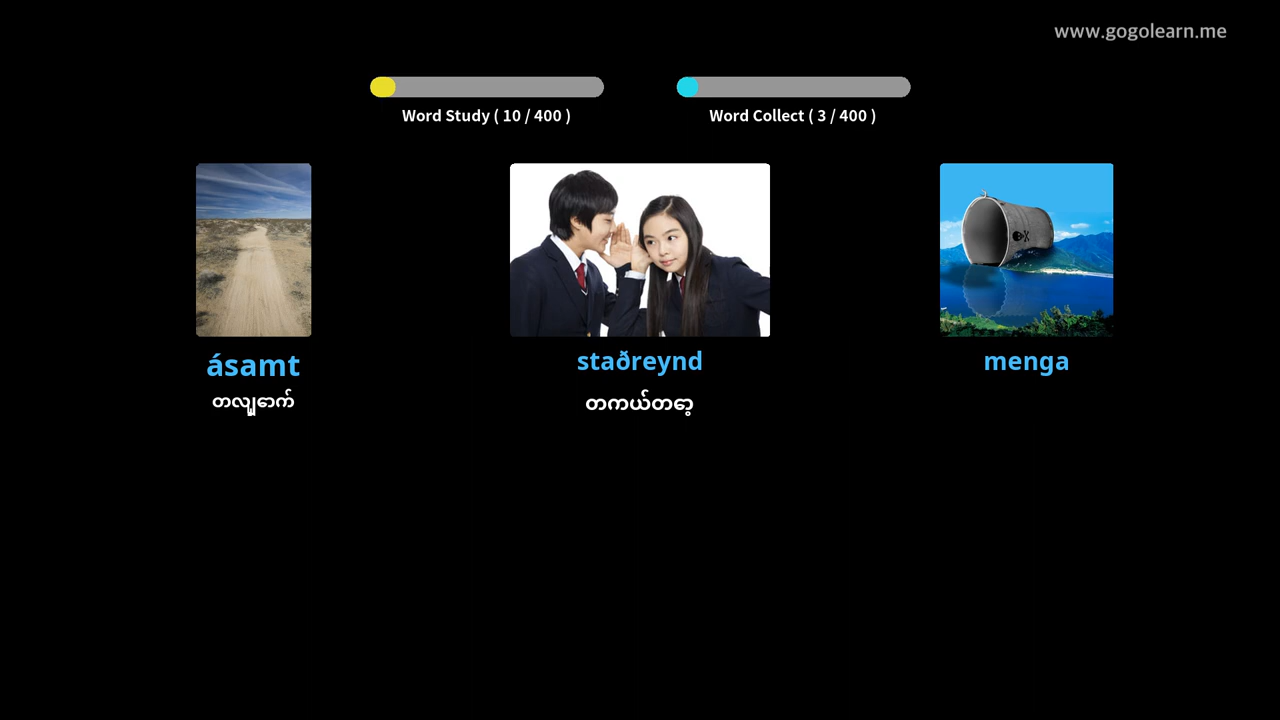 www.gogolearn.me
Word Study ( 10 / 400 )
Word Collect ( 3 / 400 )
ásamt
staðreynd
menga
တလျှောက်
တကယ်တော့